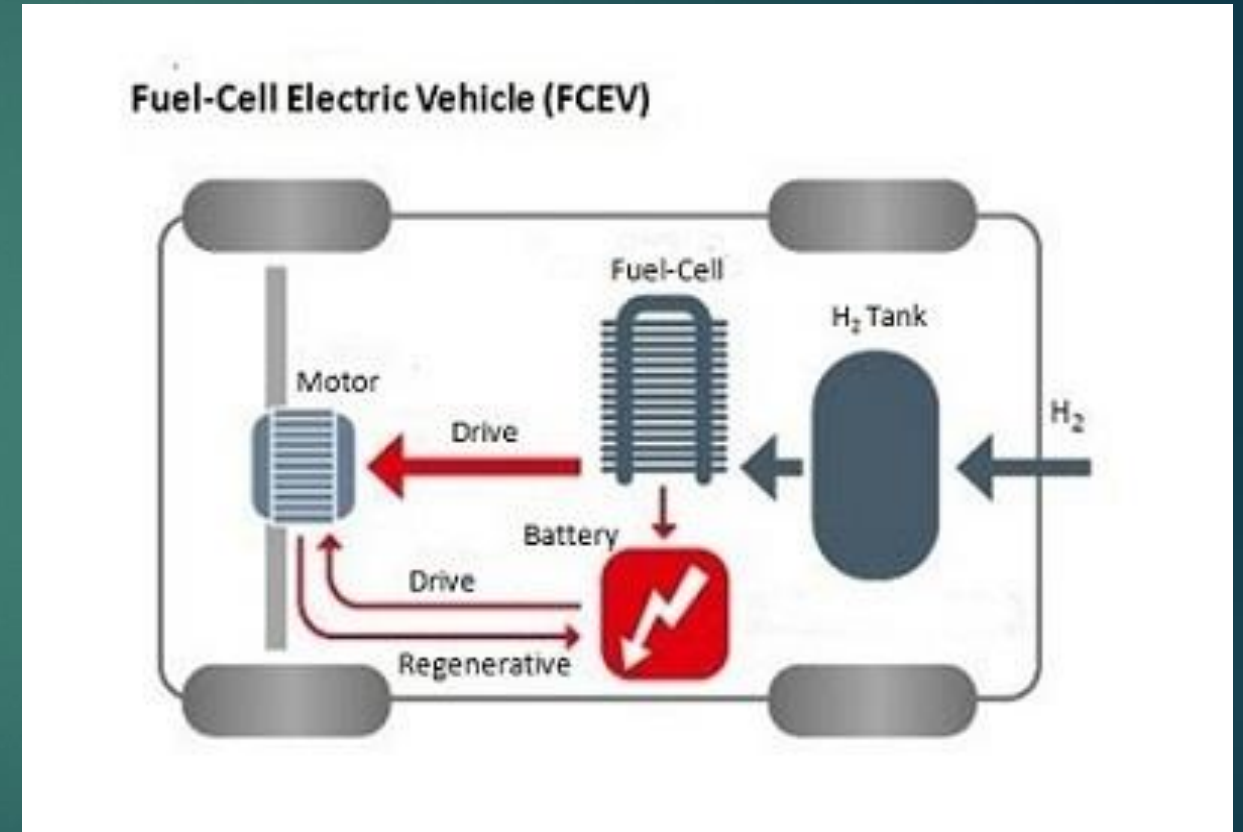 Fuel-Cell Electric Vehicle (FCEV)
Fuel-Cell
H₂ Tank
Motor
H₂
Drive
Battery
Drive
Regenerative